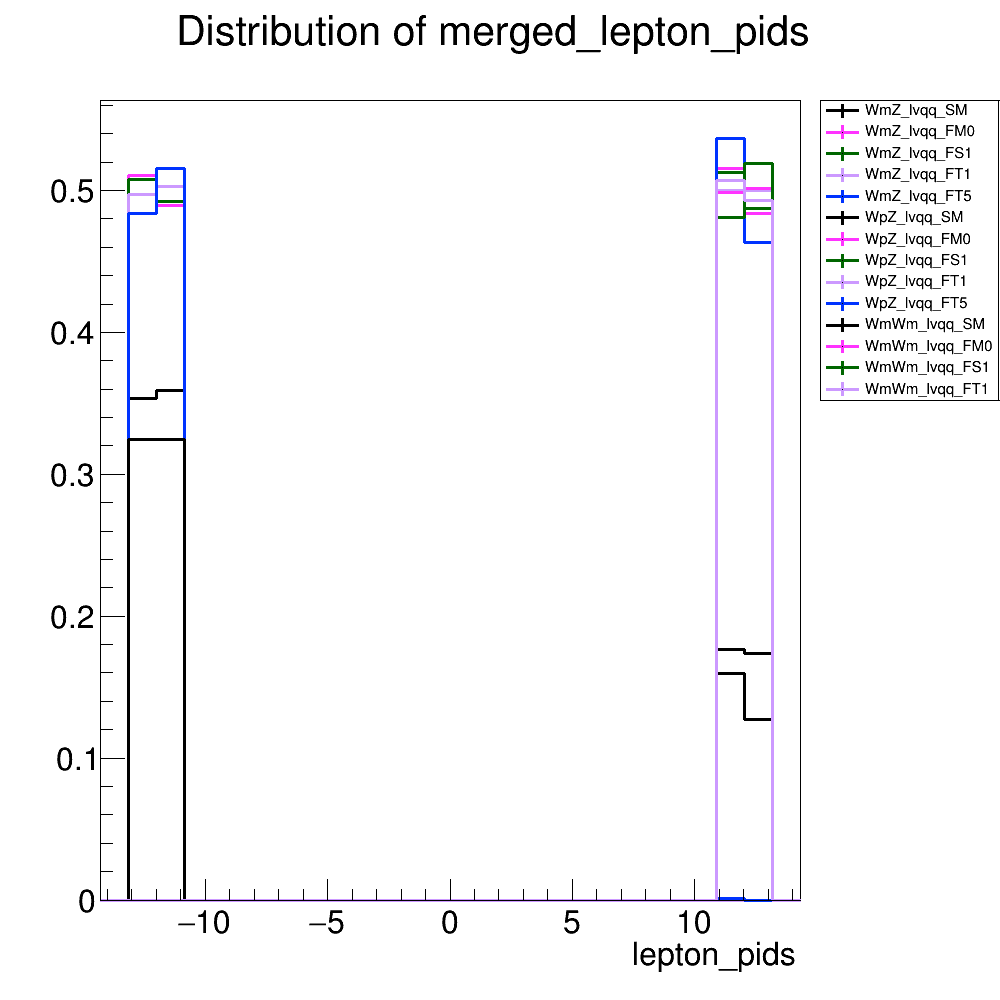 Distribution of merged_lepton_pids
WmZ_lvqq_SM
WmZ_lvqq_FM0
WmZ_lvqq_FS1
WmZ_lvqq_FT1
WmZ_lvqq_FT5
WpZ_lvqq_SM
WpZ_lvqq_FM0
WpZ_lvqq_FS1
WpZ_lvqq_FT1
WpZ_lvqq_FT5
WmWm_lvqq_SM
WmWm_lvqq_FM0
WmWm_lvqq_FS1
WmWm_lvqq_FT1
0.5
0.4
0.3
0.2
0.1
0
−10 −5 0 5 10
lepton_pids